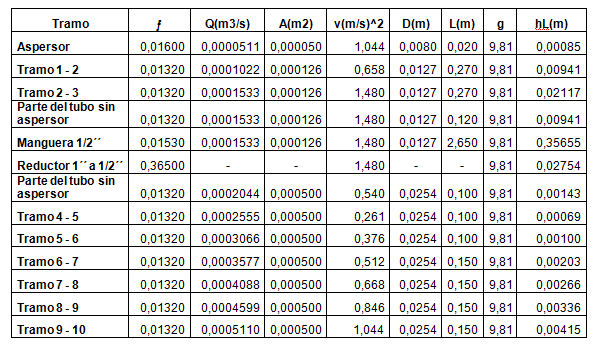 Tramo ƒ Q(m3/s) A(m2) v(m/s)^2 D(m) L(m) g hL(m)
Aspersor 0,01600 0,0000511 0,000050 1,044 0,0080 0,020 9,81 0,00085
Tramo 1 - 2 0,01320 0,0001022 0,000126 0,658 0,0127 0,270 9,81 0,00941
Tramo 2 - 3 0,01320 0,0001533 0,000126 1,480 0,0127 0,270 9,81 0,02117
Parte del tubo sin
aspersor 0,01320 0,0001533 0,000126 1,480 0,0127 0,120 9,81 0,00941
Manguera 1/2´´ 0,01530 0,0001533 0,000126 1,480 0,0127 2,650 9,81 0,35655
Reductor 1´´ a 1/2´´ 0,36500 - - 1,480 - - 9,81 0,02754
Parte del tubo sin
aspersor 0,01320 0,0002044 0,000500 0,540 0,0254 0,100 9,81 0,00143
Tramo 4 - 5 0,01320 0,0002555 0,000500 0,261 0,0254 0,100 9,81 0,00069
Tramo 5 - 6 0,01320 0,0003066 0,000500 0,376 0,0254 0,100 9,81 0,00100
Tramo 6 - 7 0,01320 0,0003577 0,000500 0,512 0,0254 0,150 9,81 0,00203
Tramo 7 - 8 0,01320 0,0004088 0,000500 0,668 0,0254 0,150 9,81 0,00266
Tramo 8 - 9 0,01320 0,0004599 0,000500 0,846 0,0254 0,150 9,81 0,00336
Tramo 9 - 10 0,01320 0,0005110 0,000500 1,044 0,0254 0,150 9,81 0,00415